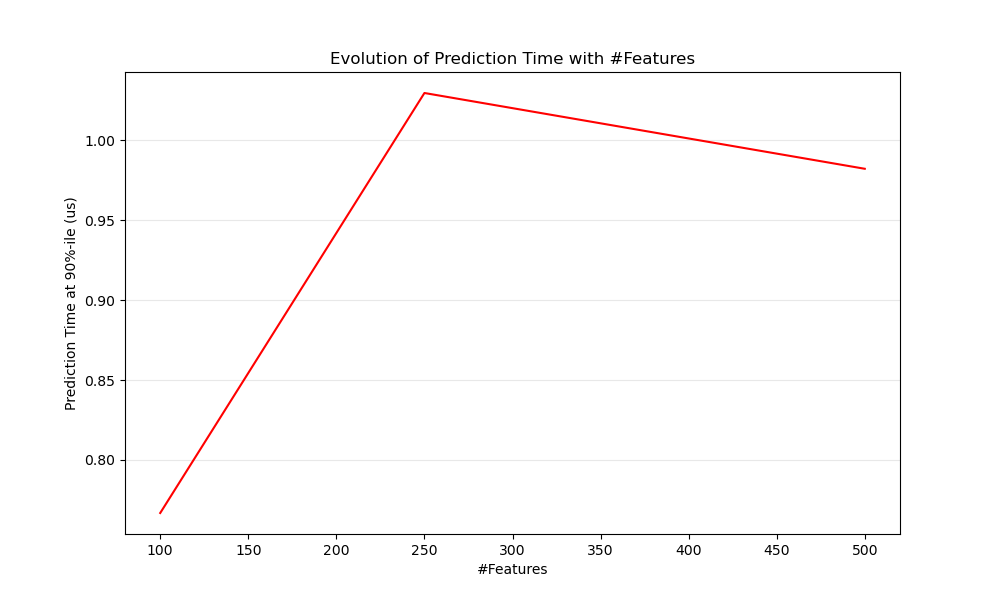 Evolution of Prediction Time with #Features
Prediction Time at 90%-ile (us)
1.00
0.95
0.90
0.85
0.80
100 150 200 250 300 350 400 450 500
#Features